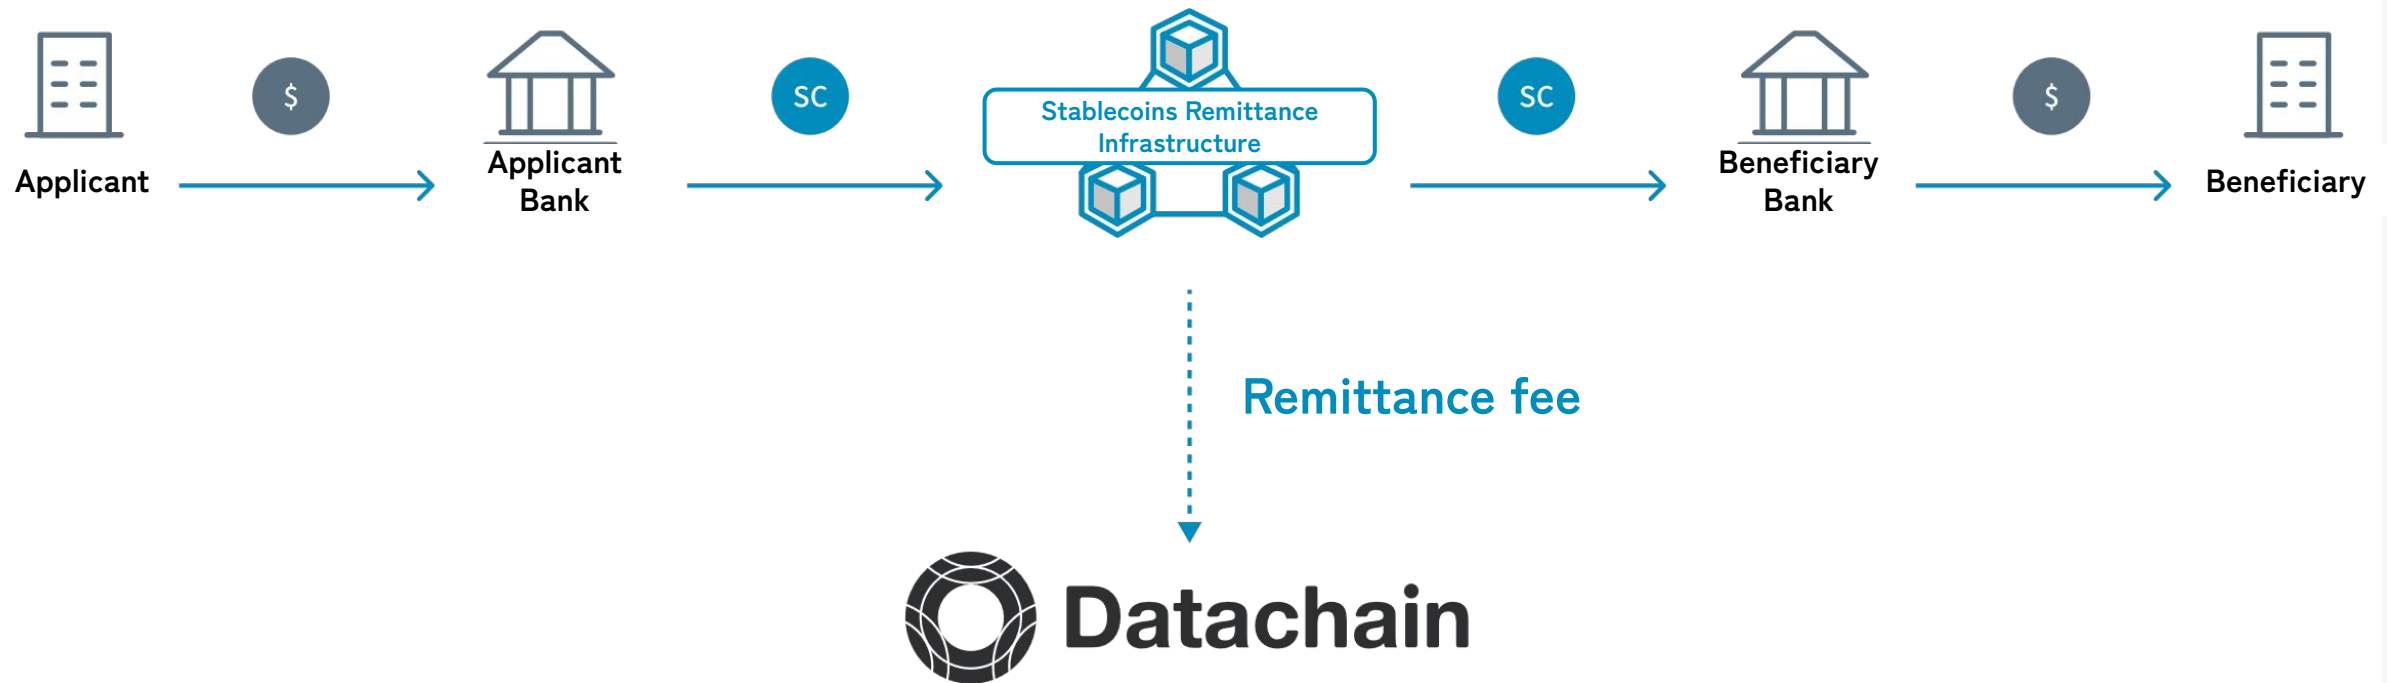 $
SC
Stablecoins Remittance
Infrastructure
SC
$
Applicant
Applicant
Bank
Beneficiary
Bank
Beneficiary
Remittance fee
Datachain